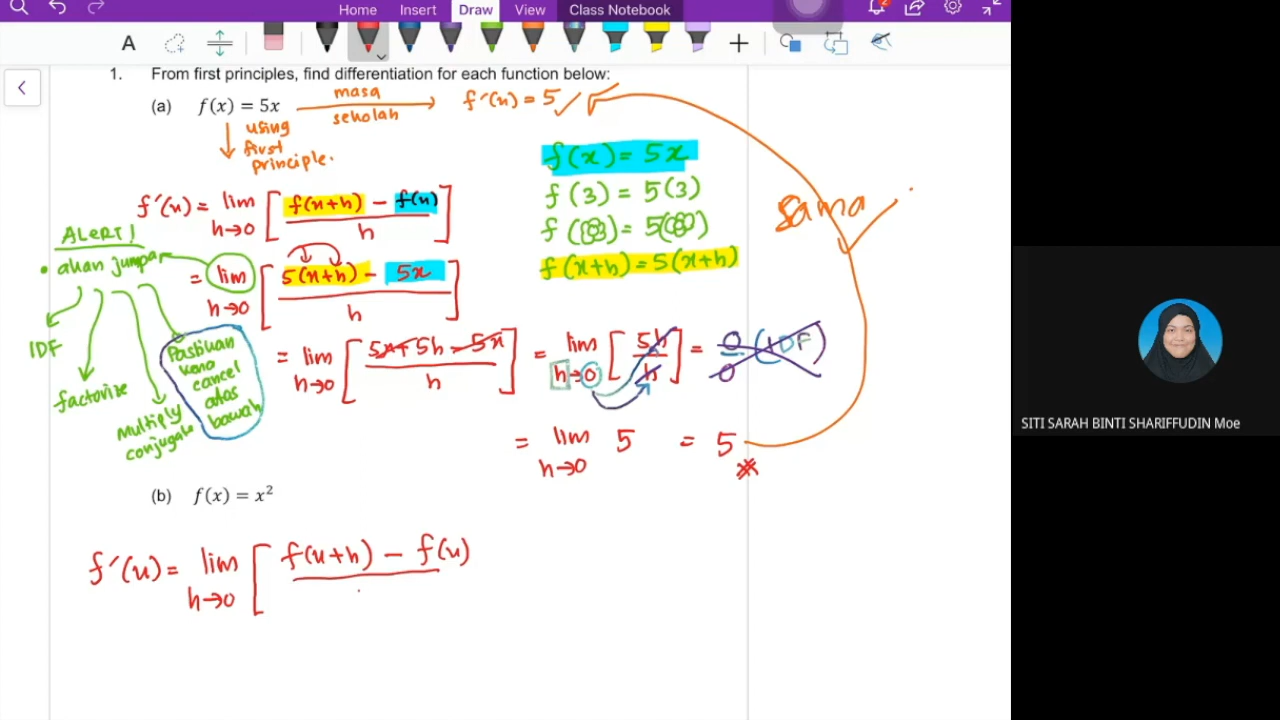 Home Insert Draw View Class Notebook
A
1. From first principles, find differentiation for each function below:
(a) f(x) = 5x
masa
sekolah
f'(x) = 5 ✓
using
first
principle.
f(x) = 5x
f(3) = 5(3)
f( ) = 5( )
f(x+h) = 5(x+h)
sama
f'(x) = lim h→0 [ f(x+h) − f(x) / h ]
ALERT!
• akan jumpa
= lim h→0 [ 5(x+h) − 5x / h ]
IDF
factorize
Multiply
conjugate
Pastikan
kena
cancel
atas
bawah
= lim h→0 [ 5x + 5h − 5x / h ] = lim h→0 [ 5h / h ] = 0/0 (IDF)
= lim h→0 5 = 5
(b) f(x) = x²
f'(x) = lim h→0 [ f(x+h) − f(x)
SITI SARAH BINTI SHARIFFUDIN Moe